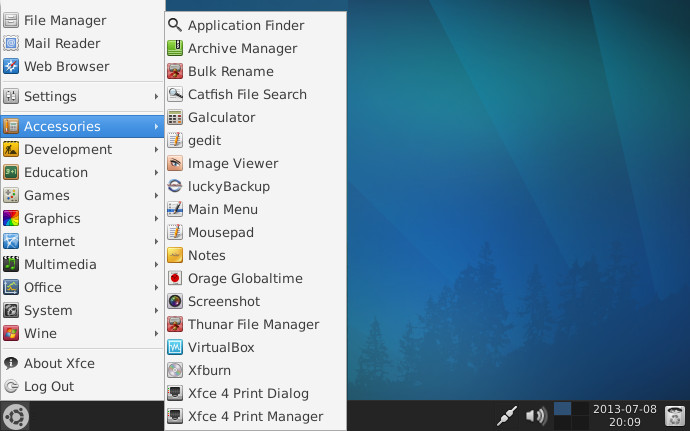 File Manager
Mail Reader
Web Browser
Settings
Accessories
Development
Education
Games
Graphics
Internet
Multimedia
Office
System
Wine
About Xfce
Log Out
Application Finder
Archive Manager
Bulk Rename
Catfish File Search
Galculator
gedit
Image Viewer
luckyBackup
Main Menu
Mousepad
Notes
Orage Globaltime
Screenshot
Thunar File Manager
VirtualBox
Xfburn
Xfce 4 Print Dialog
Xfce 4 Print Manager
2013-07-08
20:09